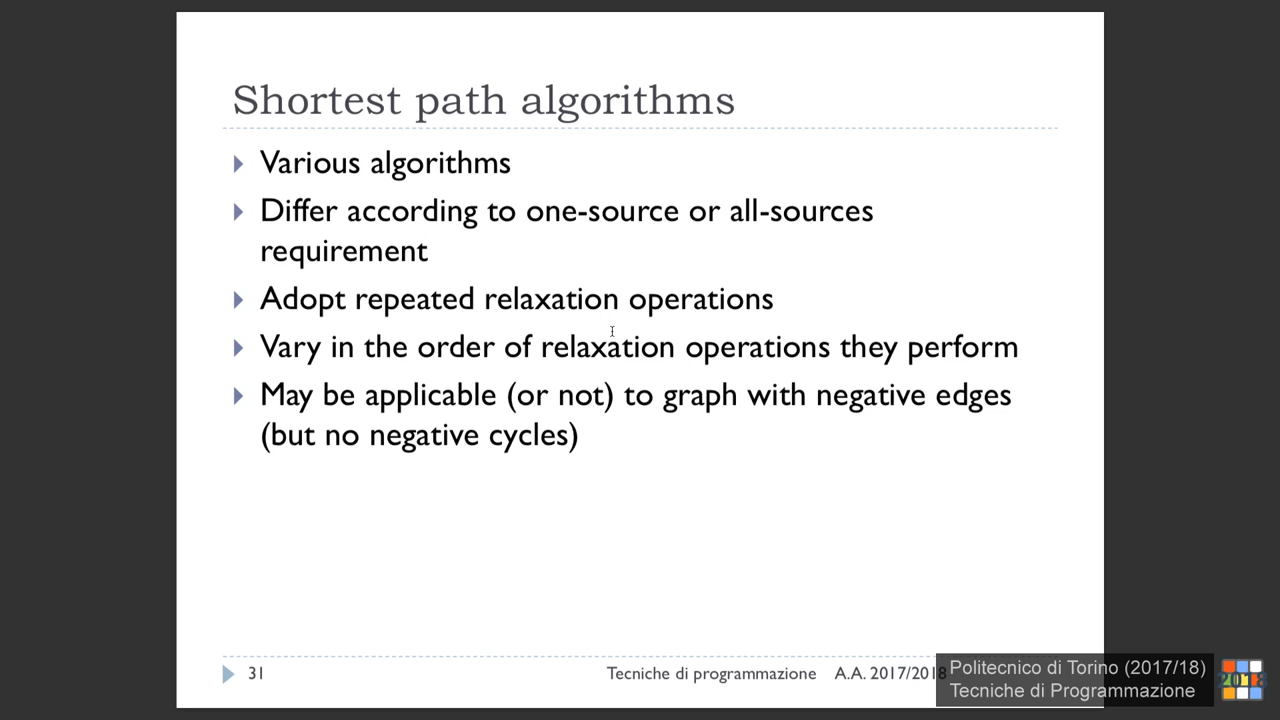 Shortest path algorithms
Various algorithms
Differ according to one-source or all-sources
requirement
Adopt repeated relaxation operations
Vary in the order of relaxation operations they perform
May be applicable (or not) to graph with negative edges
(but no negative cycles)
31
Tecniche di programmazione A.A. 2017/2018
Politecnico di Torino (2017/18)
Tecniche di Programmazione
2018